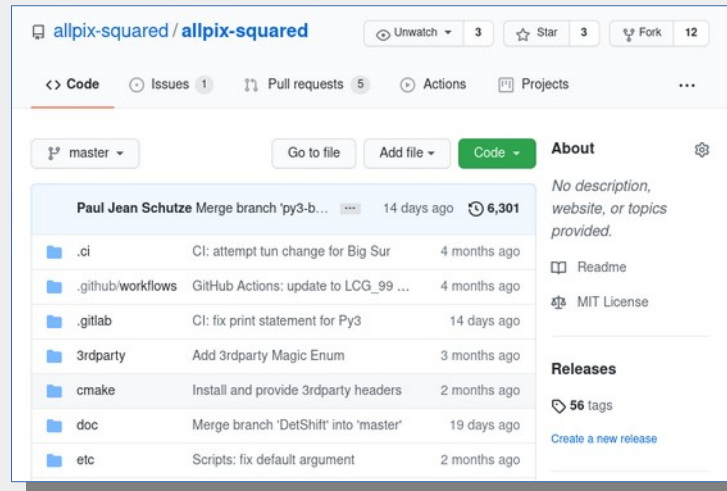 allpix-squared / allpix-squared
Unwatch 3 Star 3 Fork 12
<> Code Issues 1 Pull requests 5 Actions Projects ...
master Go to file Add file Code
About
No description, website, or topics provided.
Readme
MIT License
Releases
56 tags
Create a new release
Paul Jean Schutze Merge branch 'py3-b... ... 14 days ago 6,301
.ci CI: attempt tun change for Big Sur 4 months ago
.github/workflows GitHub Actions: update to LCG_99 ... 4 months ago
.gitlab CI: fix print statement for Py3 14 days ago
3rdparty Add 3rdparty Magic Enum 3 months ago
cmake Install and provide 3rdparty headers 2 months ago
doc Merge branch 'DetShift' into 'master' 19 days ago
etc Scripts: fix default argument 2 months ago